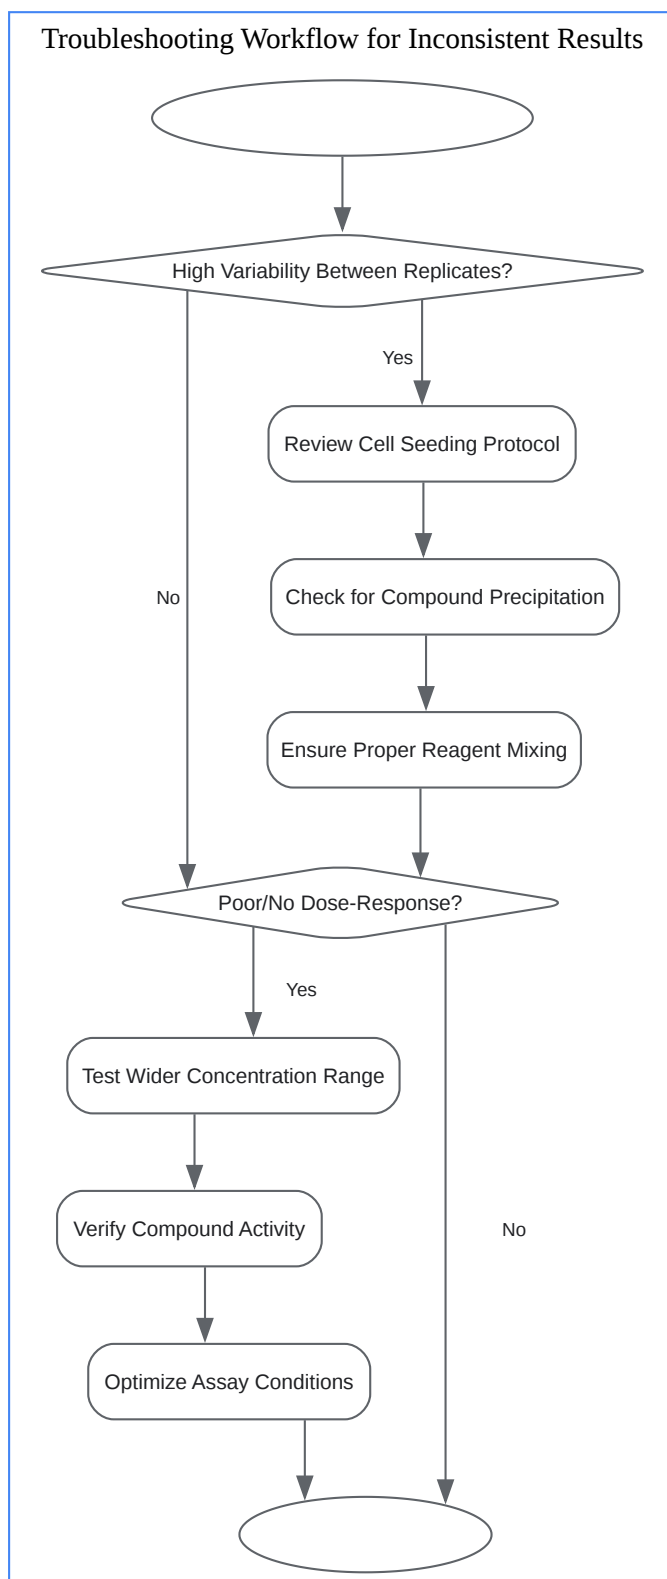 Troubleshooting Workflow for Inconsistent Results
High Variability Between Replicates?
Yes
Review Cell Seeding Protocol
No
Check for Compound Precipitation
Ensure Proper Reagent Mixing
Poor/No Dose-Response?
Yes
Test Wider Concentration Range
Verify Compound Activity
No
Optimize Assay Conditions